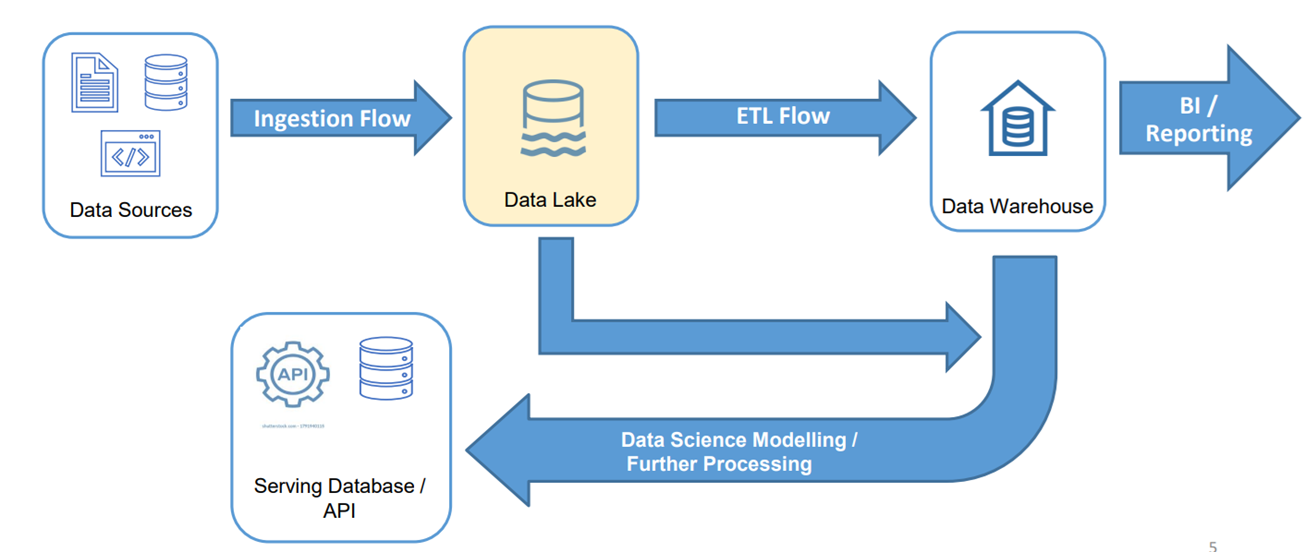 Data Sources
Ingestion Flow
Data Lake
ETL Flow
Data Warehouse
BI /
Reporting
API
Serving Database /
API
Data Science Modelling /
Further Processing
</>
5